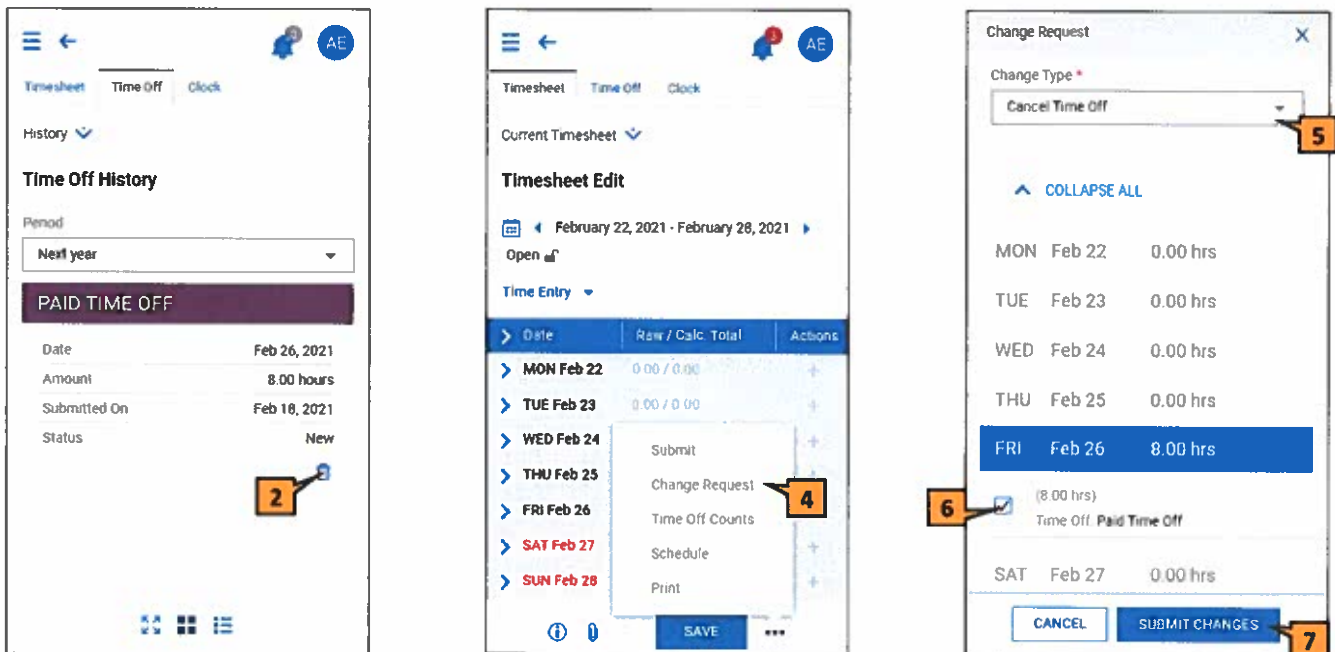 AE
Timesheet Time Off Clock
History
Time Off History
Period
Next year
PAID TIME OFF
Date Feb 26, 2021
Amount 8.00 hours
Submitted On Feb 18, 2021
Status New
2
3 AE
Timesheet Time Off Clock
Current Timesheet
Timesheet Edit
February 22, 2021 - February 28, 2021
Open
Time Entry
Date Raw / Calc. Total Actions
MON Feb 22 0.00 / 0.00 +
TUE Feb 23 0.00 / 0.00 +
WED Feb 24 +
THU Feb 25
FRI Feb 26
SAT Feb 27 +
SUN Feb 28 +
Submit
Change Request
4
Time Off Counts
Schedule
Print
SAVE
Change Request X
Change Type *
Cancel Time Off
5
COLLAPSE ALL
MON Feb 22 0.00 hrs
TUE Feb 23 0.00 hrs
WED Feb 24 0.00 hrs
THU Feb 25 0.00 hrs
FRI Feb 26 8.00 hrs
6
(8.00 hrs)
Time Off: Paid Time Off
SAT Feb 27 0.00 hrs
CANCEL SUBMIT CHANGES
7